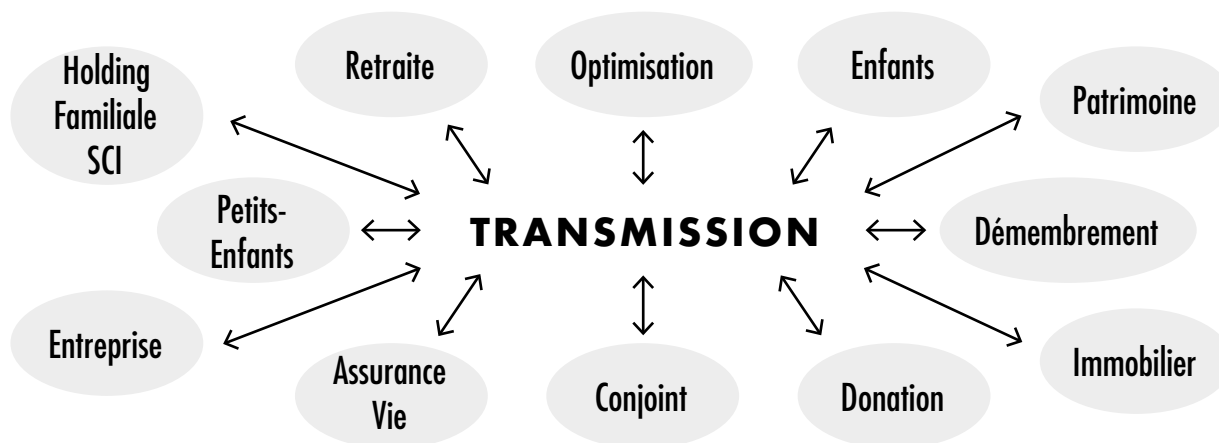 Holding
Familiale
SCI
Retraite
Optimisation
Enfants
Patrimoine
Petits-
Enfants
TRANSMISSION
Démembrement
Entreprise
Assurance
Vie
Conjoint
Donation
Immobilier